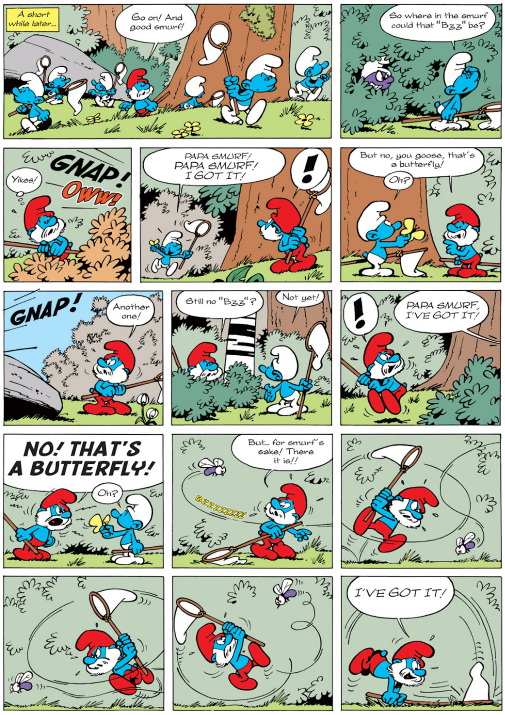 A short
while later...
Go on! And
good smurf!
So where in the smurf
could that "Bzz" be?
Yikes!
GNAP!
OWW!
PAPA SMURF!
PAPA SMURF!
I GOT IT!
!
But no, you goose, that's
a butterfly!
Oh?
GNAP!
Another
one!
Still no "Bzz"?
Not yet!
!
PAPA SMURF,
I'VE GOT IT!
NO! THAT'S
A BUTTERFLY!
Oh?
But... for smurf's
sake! There
it is!!
I'VE GOT IT!